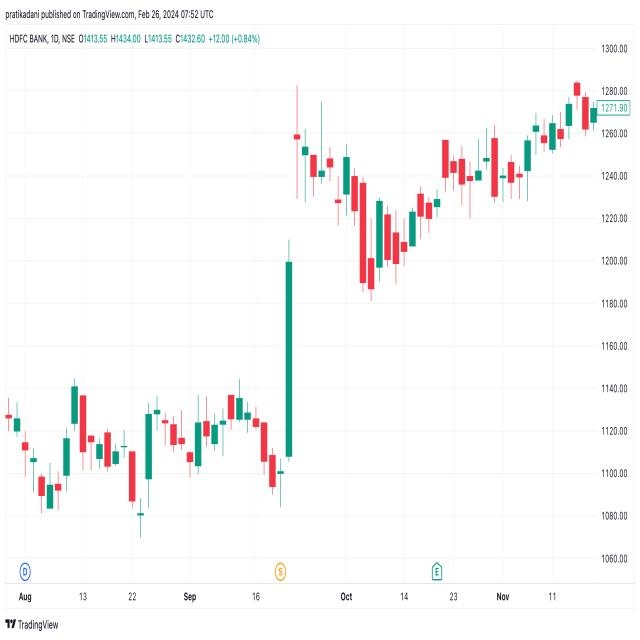 pratikadani published on TradingView.com, Feb 26, 2024 07:52 UTC
HDFC BANK, 1D, NSE O1413.55 H1434.00 L1413.55 C1432.60 +12.00 (+0.84%)
1300.00
1280.00
1271.90
1260.00
1240.00
1220.00
1200.00
1180.00
1160.00
1140.00
1120.00
1100.00
1080.00
1060.00
D S E
Aug 13 22 Sep 16 Oct 14 23 Nov 11
TradingView